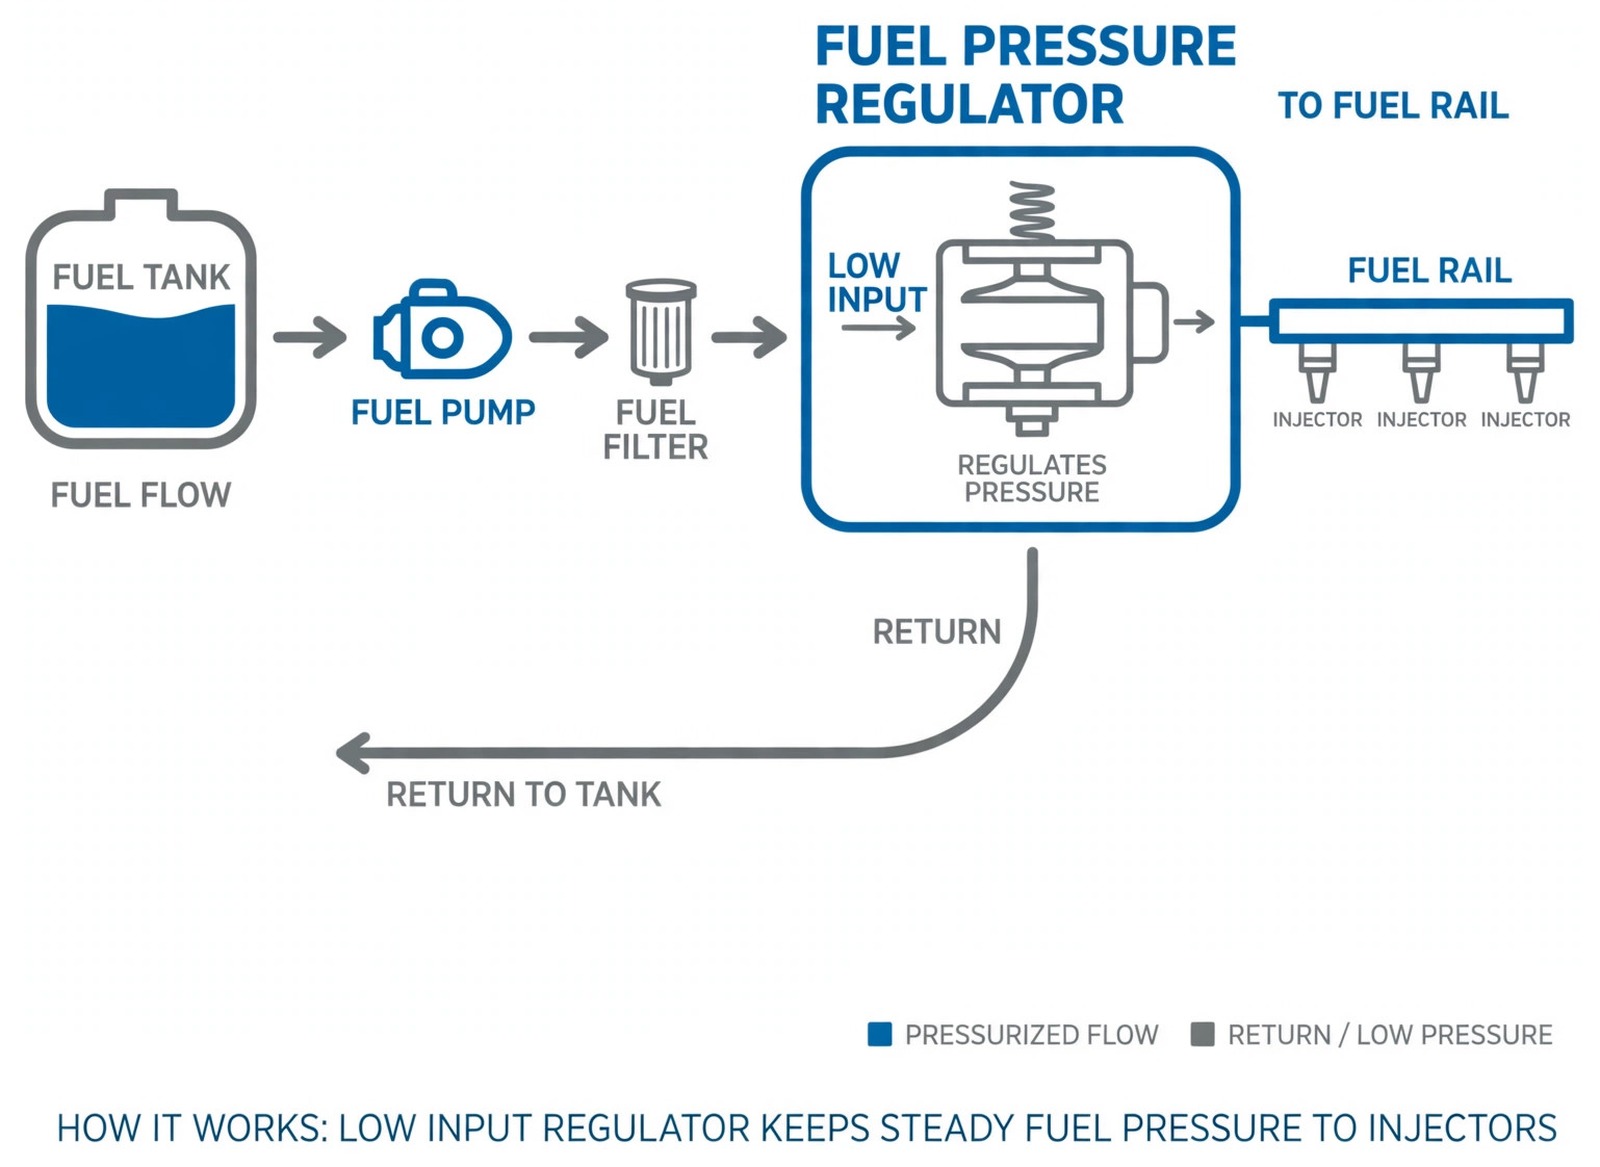 FUEL PRESSURE
REGULATOR
TO FUEL RAIL
FUEL TANK
FUEL FLOW
FUEL PUMP
FUEL
FILTER
LOW
INPUT
REGULATES
PRESSURE
FUEL RAIL
INJECTOR
INJECTOR
INJECTOR
RETURN
RETURN TO TANK
PRESSURIZED FLOW
RETURN / LOW PRESSURE
HOW IT WORKS: LOW INPUT REGULATOR KEEPS STEADY FUEL PRESSURE TO INJECTORS